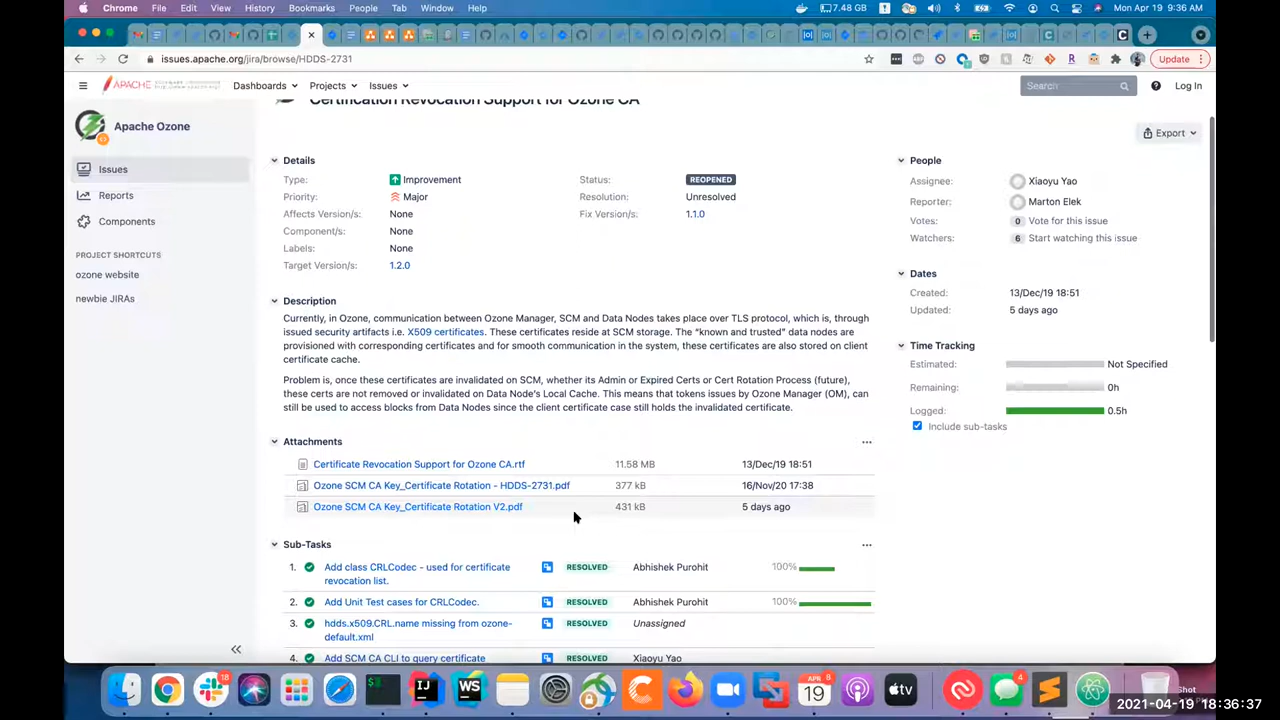 Chrome File Edit View History Bookmarks People Tab Window Help 7.48 GB Mon Apr 19 9:36 AM
issues.apache.org/jira/browse/HDDS-2731 Update
APACHE Dashboards Projects Issues Search Log In
Certification Revocation Support for Ozone CA
Apache Ozone
Export
Issues
Reports
Components
PROJECT SHORTCUTS
ozone website
newbie JIRAs
Details
Type: Improvement Status: REOPENED
Priority: Major Resolution: Unresolved
Affects Version/s: None Fix Version/s: 1.1.0
Component/s: None
Labels: None
Target Version/s: 1.2.0
People
Assignee: Xiaoyu Yao
Reporter: Marton Elek
Votes: 0 Vote for this issue
Watchers: 6 Start watching this issue
Description
Currently, in Ozone, communication between Ozone Manager, SCM and Data Nodes takes place over TLS protocol, which is, through
issued security artifacts i.e. X509 certificates. These certificates reside at SCM storage. The “known and trusted” data nodes are
provisioned with corresponding certificates and for smooth communication in the system, these certificates are also stored on client
certificate cache.
Problem is, once these certificates are invalidated on SCM, whether its Admin or Expired Certs or Cert Rotation Process (future),
these certs are not removed or invalidated on Data Node's Local Cache. This means that tokens issues by Ozone Manager (OM), can
still be used to access blocks from Data Nodes since the client certificate case still holds the invalidated certificate.
Dates
Created: 13/Dec/19 18:51
Updated: 5 days ago
Time Tracking
Estimated: Not Specified
Remaining: 0h
Logged: 0.5h
Include sub-tasks
Attachments
Certificate Revocation Support for Ozone CA.rtf 11.58 MB 13/Dec/19 18:51
Ozone SCM CA Key_Certificate Rotation - HDDS-2731.pdf 377 kB 16/Nov/20 17:38
Ozone SCM CA Key_Certificate Rotation V2.pdf 431 kB 5 days ago
Sub-Tasks
1. Add class CRLCodec - used for certificate RESOLVED Abhishek Purohit 100%
revocation list.
2. Add Unit Test cases for CRLCodec. RESOLVED Abhishek Purohit 100%
3. hdds.x509.CRL.name missing from ozone- RESOLVED Unassigned
default.xml
4. Add SCM CA CLI to query certificate RESOLVED Xiaoyu Yao
18 IJ WS APR 8 19 tv 4 Shot
2021-04-19 18:36:37